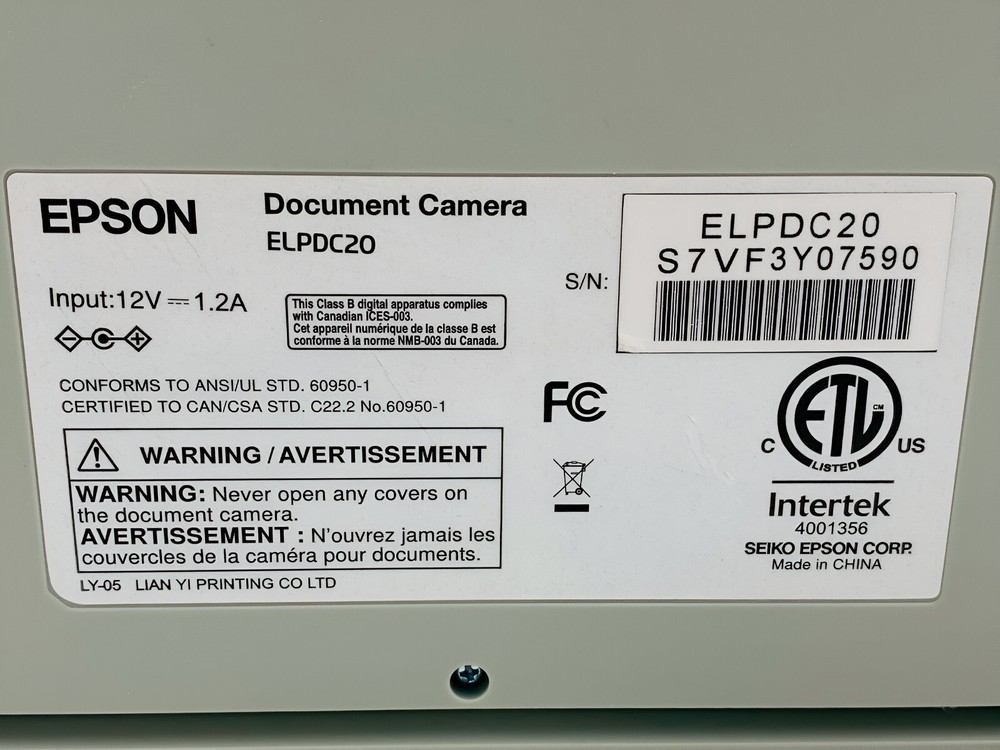 EPSON
Document Camera
ELPDC20
Input:12V 1.2A
This Class B digital apparatus complies
with Canadian ICES-003.
Cet appareil numérique de la classe B est
conforme à la norme NMB-003 du Canada.
S/N:
ELPDC20
S7VF3Y07590
CONFORMS TO ANSI/UL STD. 60950-1
CERTIFIED TO CAN/CSA STD. C22.2 No.60950-1
WARNING / AVERTISSEMENT
WARNING: Never open any covers on
the document camera.
AVERTISSEMENT : N'ouvrez jamais les
couvercles de la caméra pour documents.
LY-05 LIAN YI PRINTING CO LTD
FC
ETL CM
C US
LISTED
Intertek
4001356
SEIKO EPSON CORP.
Made in CHINA